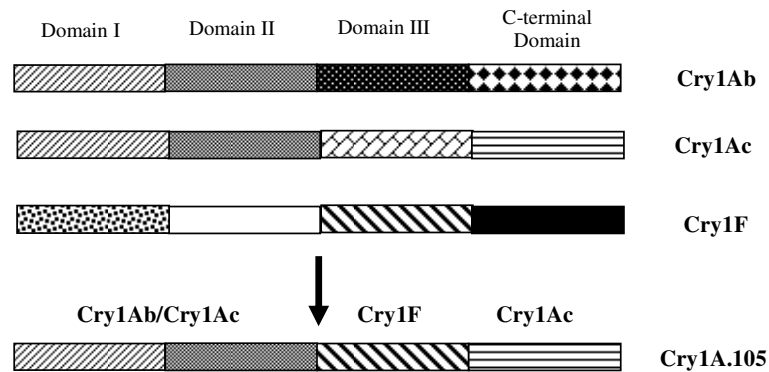 Domain I Domain II Domain III C-terminal
Domain
Cry1Ab
Cry1Ac
Cry1F
Cry1Ab/Cry1Ac Cry1F Cry1Ac
Cry1A.105